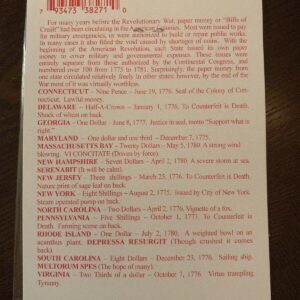 7 93473 38271 0
For many years before the Revolutionary War, paper money or "Bills of
Credit" had been circulating in the colonies. Most were issued to pay
for military emergencies, is were authorized to build or repair public works.
In many cases it also filled the void caused by shortages of coins. With the
beginning of the American Revolution, each State issued its own paper
money to cover military and governmental expenses. These issues were
entirely separate from those authorized by the Continental Congress, and
numbered over 100 from 1775 to 1781. Surprisingly, the paper money from
one state circulated relatively freely in other states; however, by the end of the
War most of it was virtually worthless.
CONNECTICUT - Nine Pence - June 19, 1776. Seal of the Colony of
Connecticut. Lawful money.
DELAWARE - Half-A-Crown - January 1, 1776. To Counterfeit is Death.
Shock of wheat on back.
GEORGIA - One Dollar - June 8, 1777. Justice in seal, motto "Support what is
right."
MARYLAND - One dollar and one third - December 7, 1775.
MASSACHUSETTS BAY - Twenty Dollars - May 5, 1780. A strong wind
blowing. VI CONCITATE (Driven by force)
NEW HAMPSHIRE - Seven Dollars - April 2, 1780. A severe storm at sea.
SERENABIT (It will be calm).
NEW JERSEY - Three shillings - March 25, 1776. To Counterfeit is Death.
Nature print of sage leaf on back.
NEW YORK - Eight Shillings - August 2, 1775. Issued by City of New York.
Steam operated pump on back.
NORTH CAROLINA - Two Dollars - April 2, 1776. Vignette of a fox.
PENNSYLVANIA - Five Shillings - October 1, 1773. To Counterfeit is
Death. Farming scene on back.
RHODE ISLAND - One dollar - July 2, 1780. A weighted bowl on an
acanthus plant. DEPRESSA RESURGIT (Though crushed it comes
back).
SOUTH CAROLINA - Eight Dollars - December 23, 1776. Sailing ship.
MULTORUM SPES (The hope of many).
VIRGINIA - Two Thirds of a dollar - October 7, 1776. Virtus trampling
Tyranny.